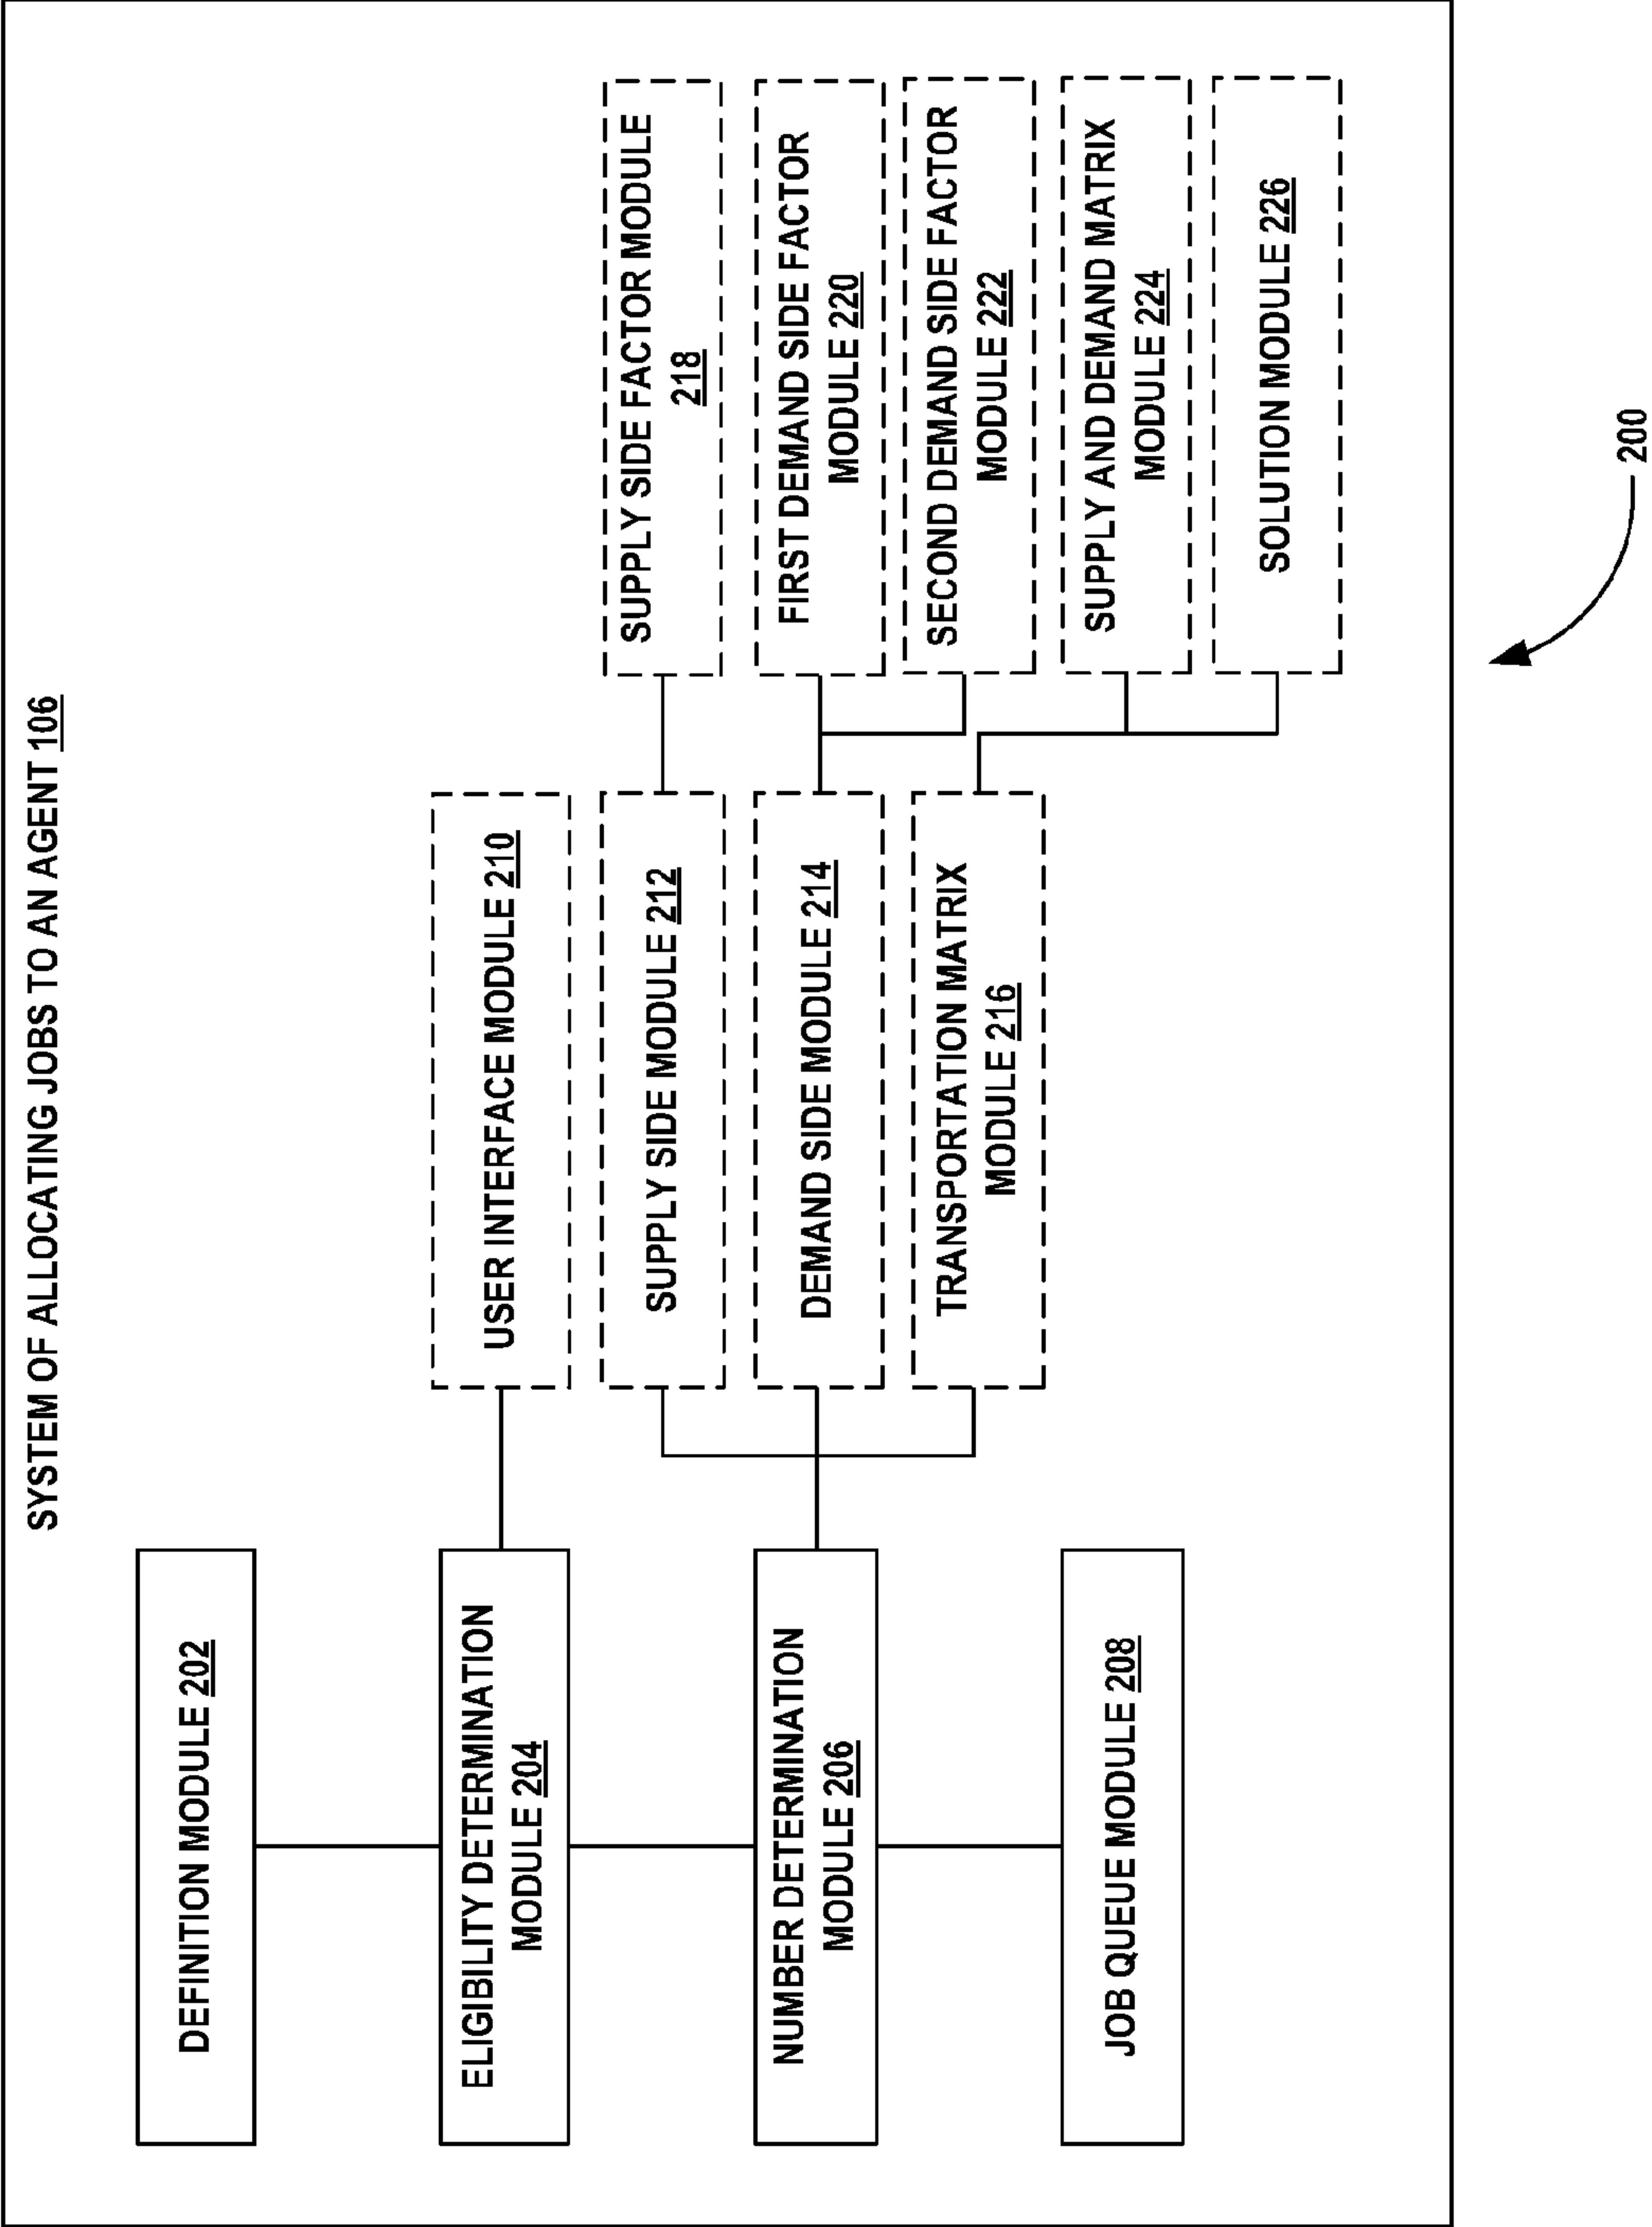 SYSTEM OF ALLOCATING JOBS TO AN AGENT 106
DEFINITION MODULE 202
ELIGIBILITY DETERMINATION
MODULE 204
NUMBER DETERMINATION
MODULE 206
JOB QUEUE MODULE 208
USER INTERFACE MODULE 210
SUPPLY SIDE MODULE 212
DEMAND SIDE MODULE 214
TRANSPORTATION MATRIX
MODULE 216
SUPPLY SIDE FACTOR MODULE
218
FIRST DEMAND SIDE FACTOR
MODULE 220
SECOND DEMAND SIDE FACTOR
MODULE 222
SUPPLY AND DEMAND MATRIX
MODULE 224
SOLUTION MODULE 226
200